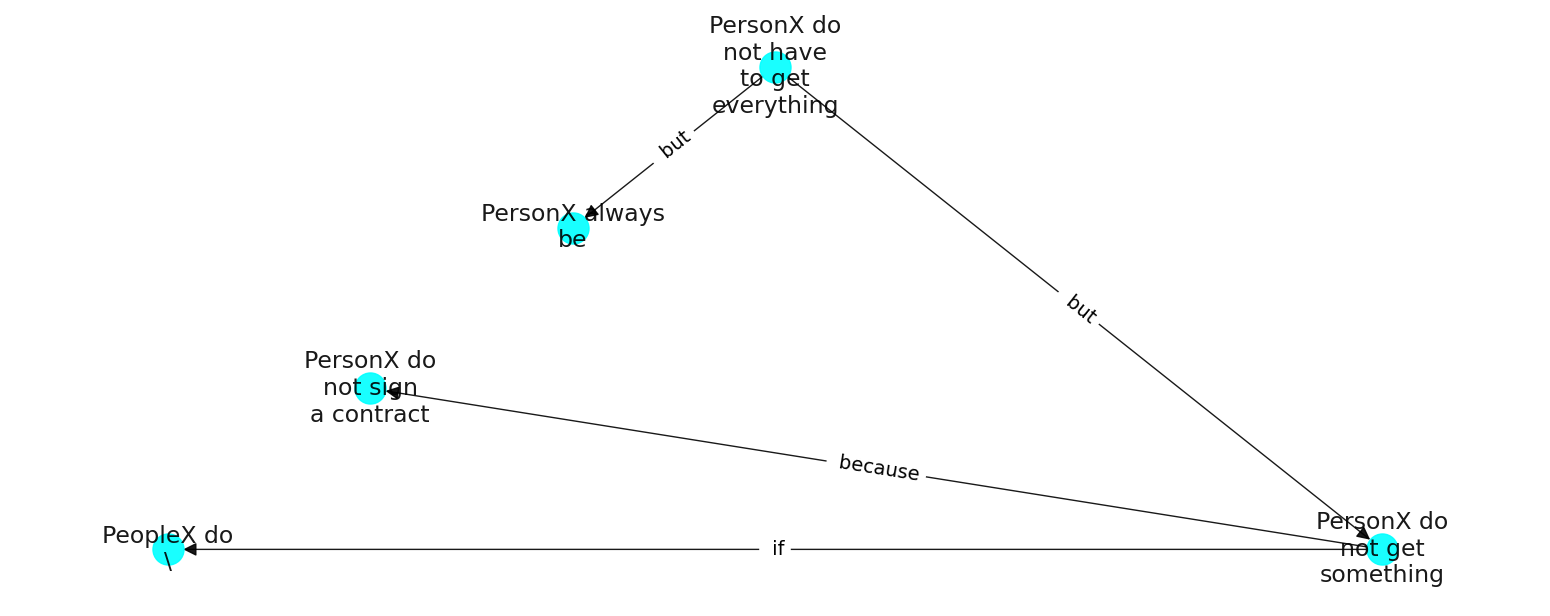 PersonX do
not have
to get
everything
but
PersonX always
be
but
PersonX do
not sign
a contract
because
PeopleX do
\
if
PersonX do
not get
something